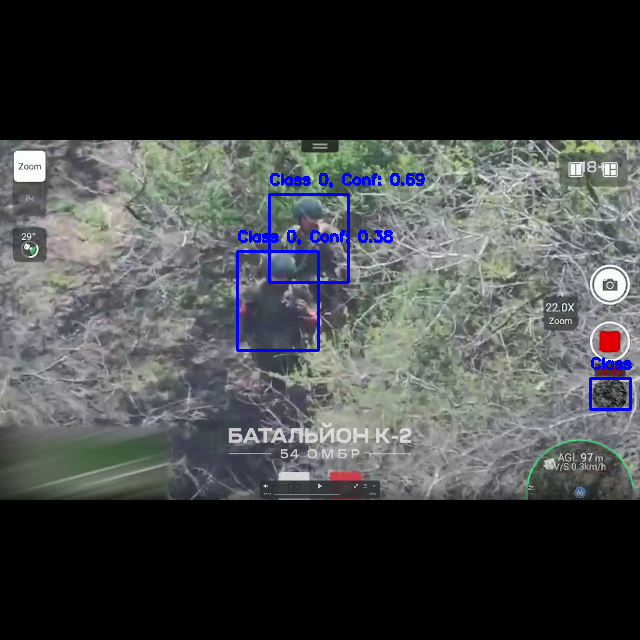 Zoom
18+
Class 0, Conf: 0.69
29°
Class 0, Conf: 0.38
22.0X
Zoom
Class
БАТАЛЬЙОН К-2
54 ОМБР
AGL 97 m
V/S 0.3km/h